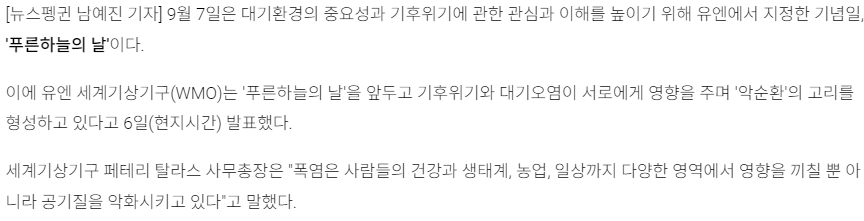 [뉴스펭귄 남예진 기자] 9월 7일은 대기환경의 중요성과 기후위기에 관한 관심과 이해를 높이기 위해 유엔에서 지정한 기념일,
'푸른하늘의 날'이다.
이에 유엔 세계기상기구(WMO)는 '푸른하늘의 날'을 앞두고 기후위기와 대기오염이 서로에게 영향을 주며 '악순환'의 고리를
형성하고 있다고 6일(현지시간) 발표했다.
세계기상기구 페테리 탈라스 사무총장은 "폭염은 사람들의 건강과 생태계, 농업, 일상까지 다양한 영역에서 영향을 끼칠 뿐 아
니라 공기질을 악화시키고 있다"고 말했다.